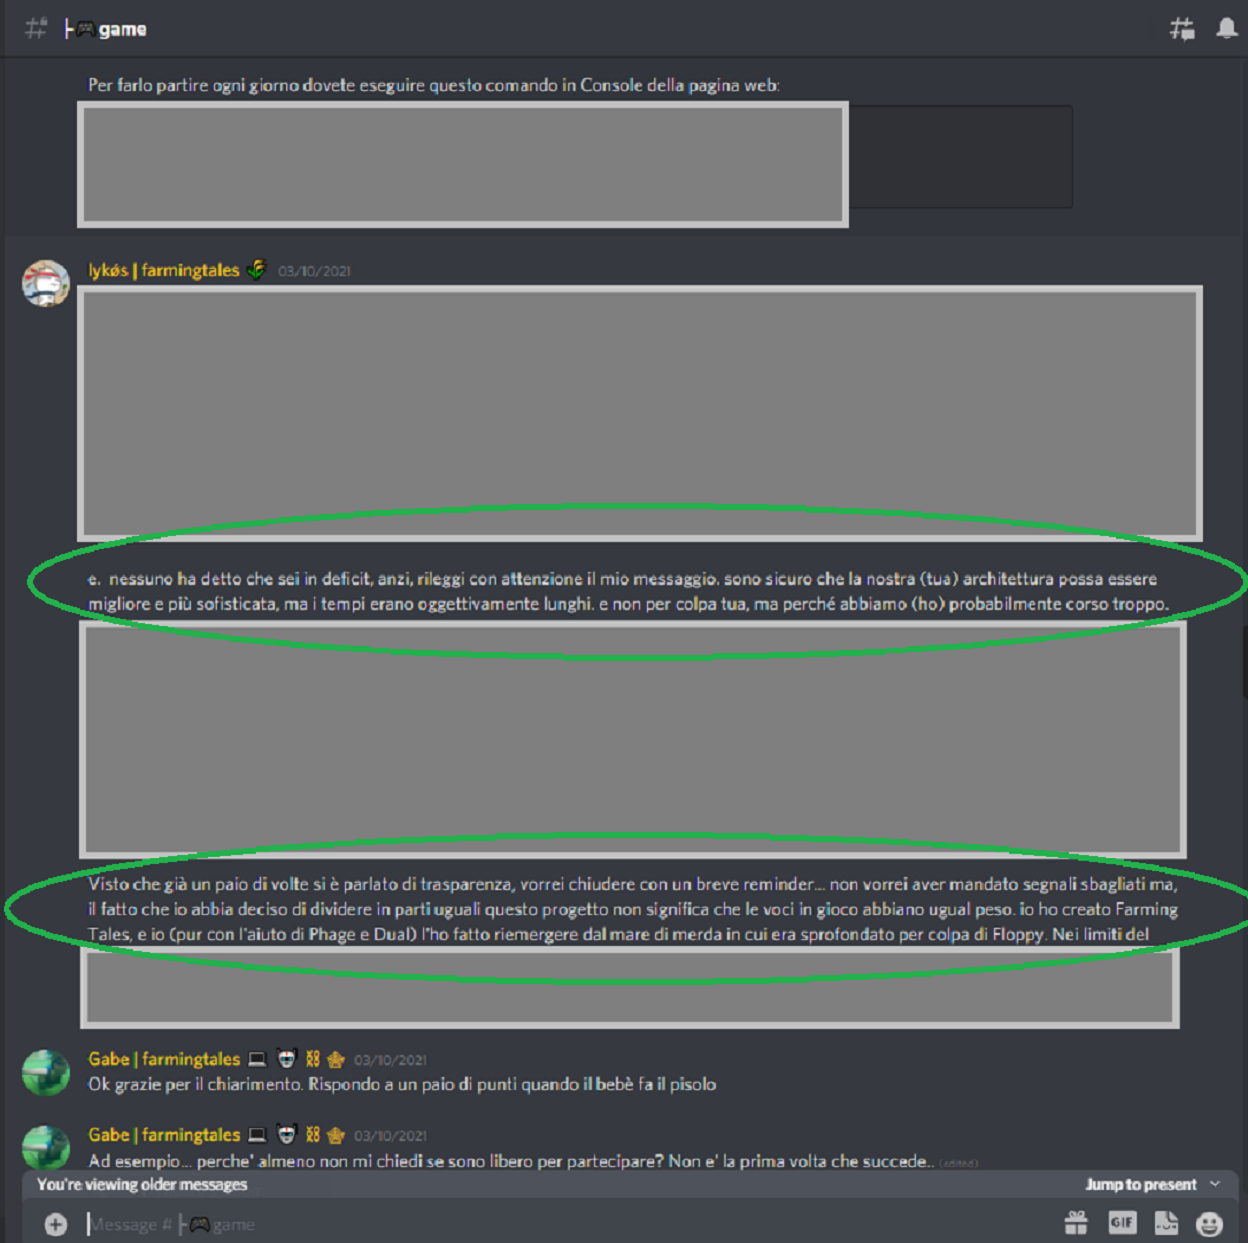 game
Per farlo partire ogni giorno dovete eseguire questo comando in Console della pagina web:
lykøs | farmingtales 03/10/2021
e. nessuno ha detto che sei in deficit, anzi, rileggi con attenzione il mio messaggio. sono sicuro che la nostra (tua) architettura possa essere
migliore e più sofisticata, ma i tempi erano oggettivamente lunghi. e non per colpa tua, ma perché abbiamo (ho) probabilmente corso troppo.
Visto che già un paio di volte si è parlato di trasparenza, vorrei chiudere con un breve reminder... non vorrei aver mandato segnali sbagliati ma,
il fatto che io abbia deciso di dividere in parti uguali questo progetto non significa che le voci in gioco abbiano ugual peso. io ho creato Farming
Tales, e io (pur con l'aiuto di Phage e Dual) l'ho fatto riemergere dal mare di merda in cui era sprofondato per colpa di Floppy. Nei limiti del
Gabe | farmingtales 03/10/2021
Ok grazie per il chiarimento. Rispondo a un paio di punti quando il bebè fa il pisolo
Gabe | farmingtales 03/10/2021
Ad esempio... perche' almeno non mi chiedi se sono libero per partecipare? Non e' la prima volta che succede.. (edited)
You're viewing older messages Jump to present
Message # game GIF